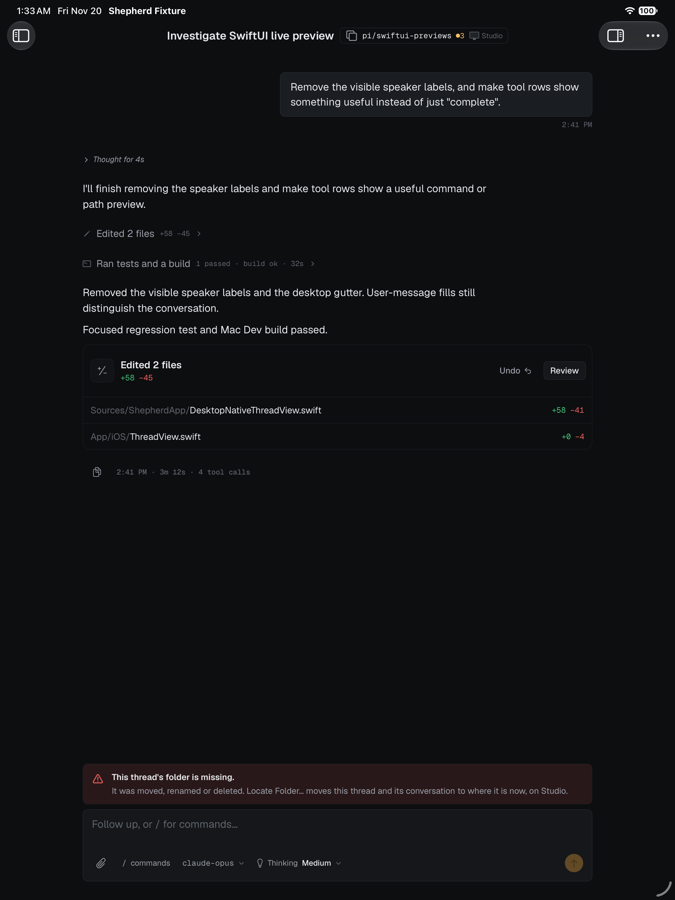 1:33 AM Fri Nov 20 Shepherd Fixture 100
Investigate SwiftUI live preview pi/swiftui-previews 3 Studio
Remove the visible speaker labels, and make tool rows show
something useful instead of just "complete".
2:41 PM
Thought for 4s
I'll finish removing the speaker labels and make tool rows show a useful command or
path preview.
Edited 2 files +58 −45
Ran tests and a build 1 passed · build ok · 32s
Removed the visible speaker labels and the desktop gutter. User-message fills still
distinguish the conversation.
Focused regression test and Mac Dev build passed.
Edited 2 files
+58 −45
Undo Review
Sources/ShepherdApp/DesktopNativeThreadView.swift +58 −41
App/iOS/ThreadView.swift +0 −4
2:41 PM · 3m 12s · 4 tool calls
This thread's folder is missing.
It was moved, renamed or deleted. Locate Folder... moves this thread and its conversation to where it is now, on Studio.
Follow up, or / for commands...
/ commands claude-opus Thinking Medium